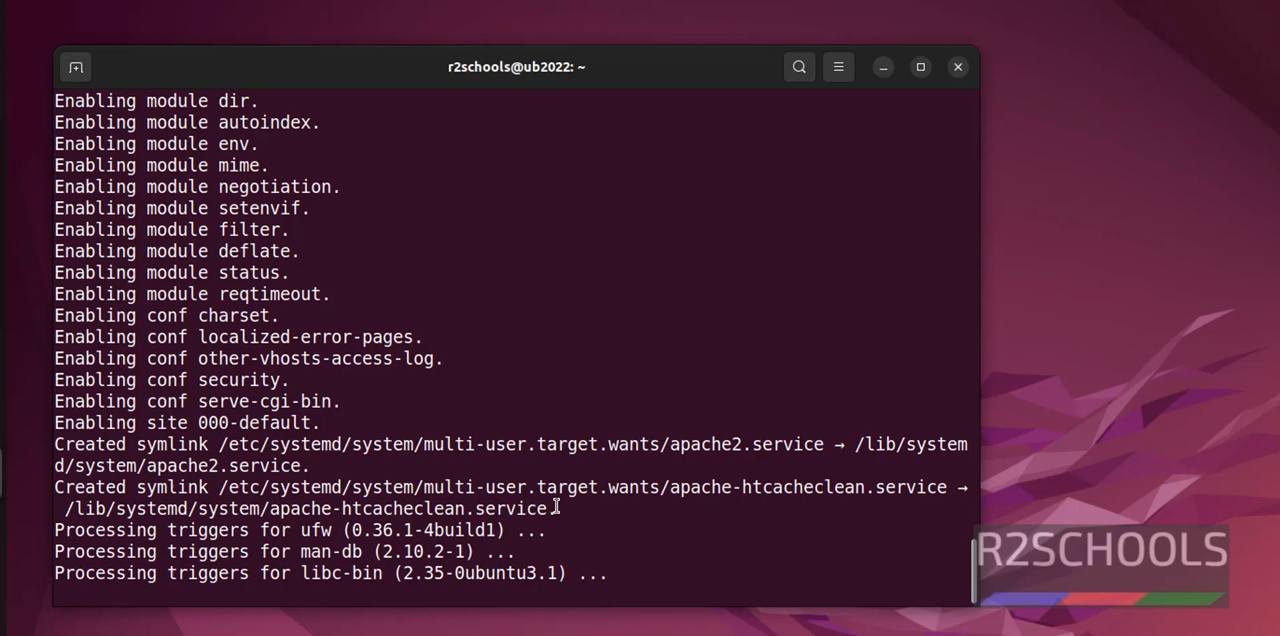 r2schools@ub2022: ~
Enabling module dir.
Enabling module autoindex.
Enabling module env.
Enabling module mime.
Enabling module negotiation.
Enabling module setenvif.
Enabling module filter.
Enabling module deflate.
Enabling module status.
Enabling module reqtimeout.
Enabling conf charset.
Enabling conf localized-error-pages.
Enabling conf other-vhosts-access-log.
Enabling conf security.
Enabling conf serve-cgi-bin.
Enabling site 000-default.
Created symlink /etc/systemd/system/multi-user.target.wants/apache2.service → /lib/system
d/system/apache2.service.
Created symlink /etc/systemd/system/multi-user.target.wants/apache-htcacheclean.service →
/lib/systemd/system/apache-htcacheclean.service.
Processing triggers for ufw (0.36.1-4build1) ...
Processing triggers for man-db (2.10.2-1) ...
Processing triggers for libc-bin (2.35-0ubuntu3.1) ...
R2SCHOOLS